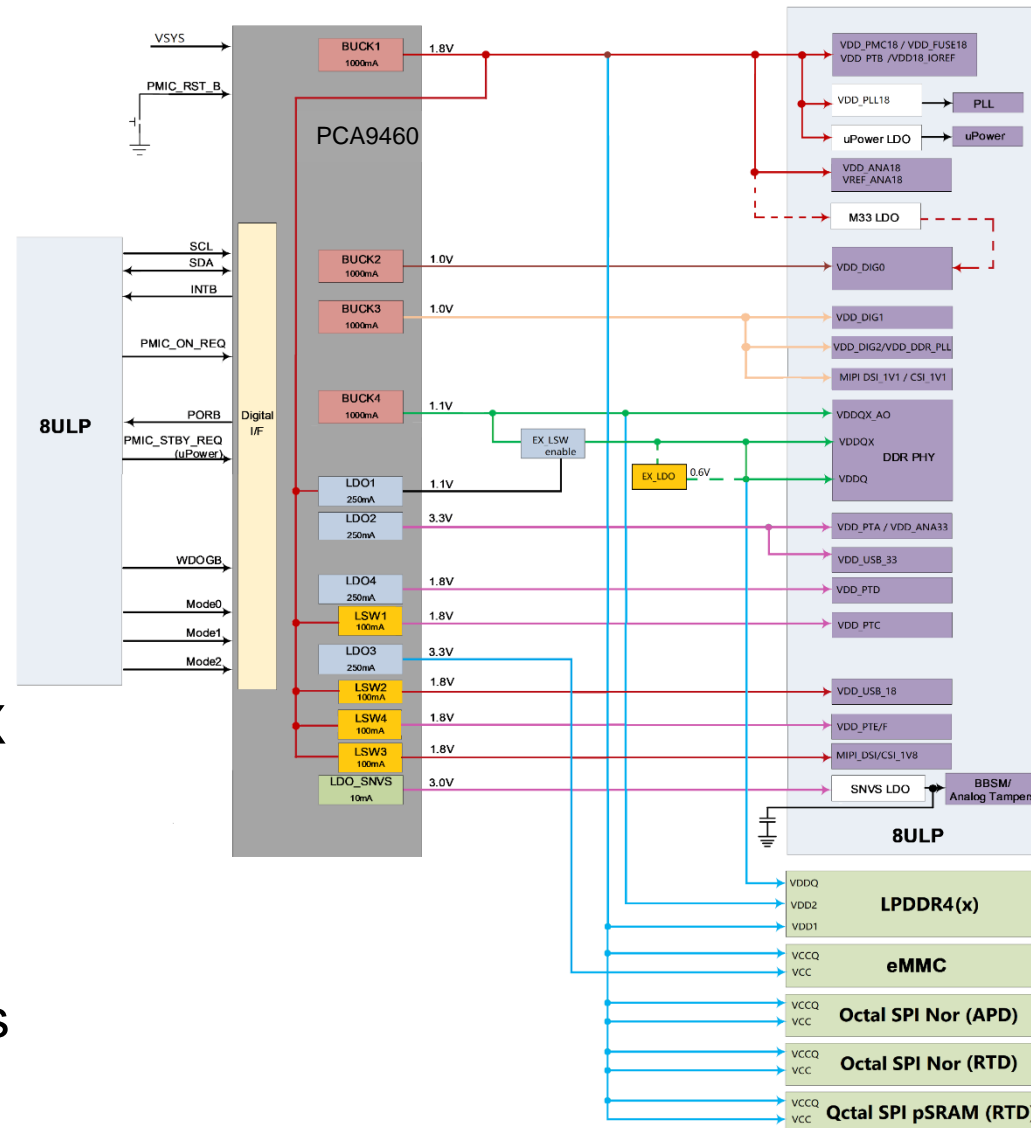 VSYS
PMIC_RST_B
BUCK1
1000mA
1.8V
PCA9460
VDD_PMC18 / VDD_FUSE18
VDD_PTB /VDD18_IOREF
VDD_PLL18
PLL
uPower LDO
uPower
VDD_ANA18
VREF_ANA18
M33 LDO
8ULP
SCL
SDA
INTB
PMIC_ON_REQ
PORB
PMIC_STBY_REQ
(uPower)
WDOGB
Mode0
Mode1
Mode2
Digital
I/F
BUCK2
1000mA
1.0V
VDD_DIG0
BUCK3
1000mA
1.0V
VDD_DIG1
VDD_DIG2/VDD_DDR_PLL
MIPI DSI_1V1 / CSI_1V1
BUCK4
1000mA
1.1V
EX_LSW
enable
EX_LDO
0.6V
VDDQX_AO
VDDQX
DDR PHY
VDDQ
LDO1
250mA
1.1V
LDO2
250mA
3.3V
VDD_PTA / VDD_ANA33
VDD_USB_33
LDO4
250mA
1.8V
VDD_PTD
LSW1
100mA
1.8V
VDD_PTC
LDO3
250mA
3.3V
LSW2
100mA
1.8V
VDD_USB_18
LSW4
100mA
1.8V
VDD_PTE/F
LSW3
100mA
1.8V
MIPI_DSI/CSI_1V8
LDO_SNVS
10mA
3.0V
SNVS LDO
BBSM/
Analog Tampers
8ULP
X
s
VDDQ
VDD2
VDD1
LPDDR4(x)
VCCQ
VCC
eMMC
VCCQ
VCC
Octal SPI Nor (APD)
VCCQ
VCC
Octal SPI Nor (RTD)
VCCQ
VCC
Qctal SPI pSRAM (RTD)